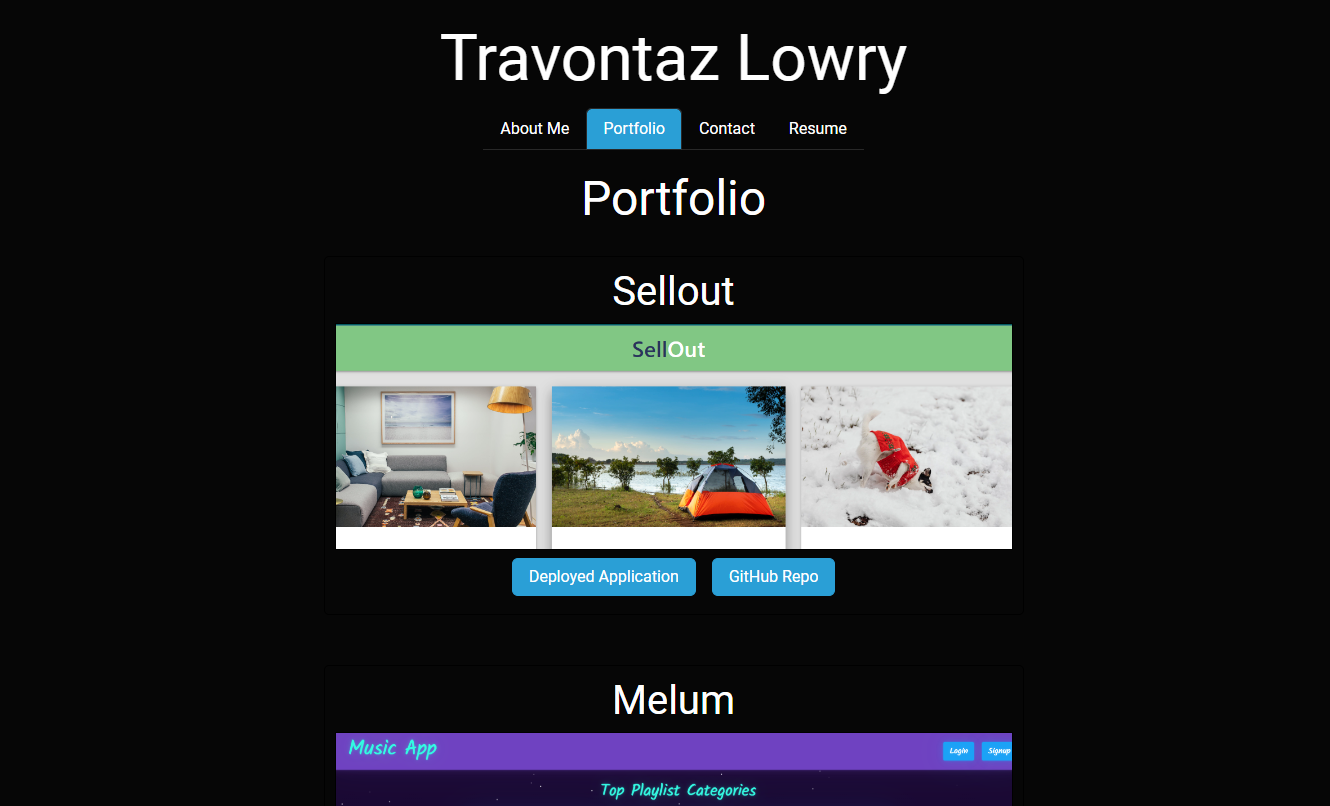 Travontaz Lowry
About Me Portfolio Contact Resume
Portfolio
Sellout
SellOut
Deployed Application GitHub Repo
Melum
Music App Login Signup
Top Playlist Categories